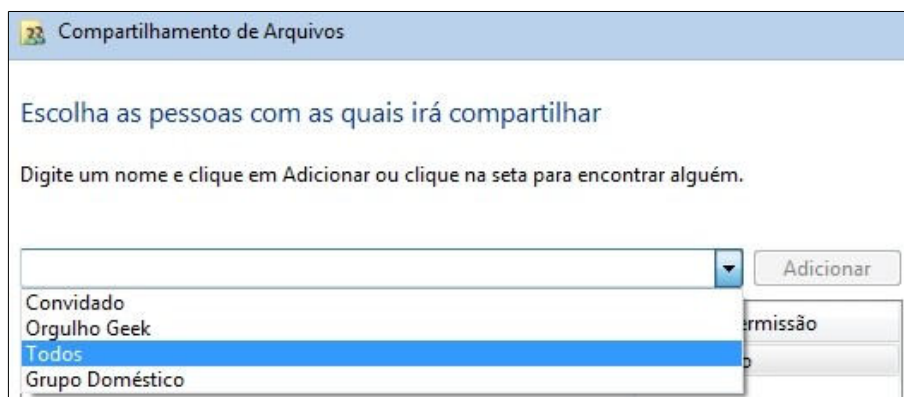 Compartilhamento de Arquivos
Escolha as pessoas com as quais irá compartilhar
Digite um nome e clique em Adicionar ou clique na seta para encontrar alguém.
Adicionar
Convidado
Orgulho Geek
Todos
Grupo Doméstico
ermissão
o